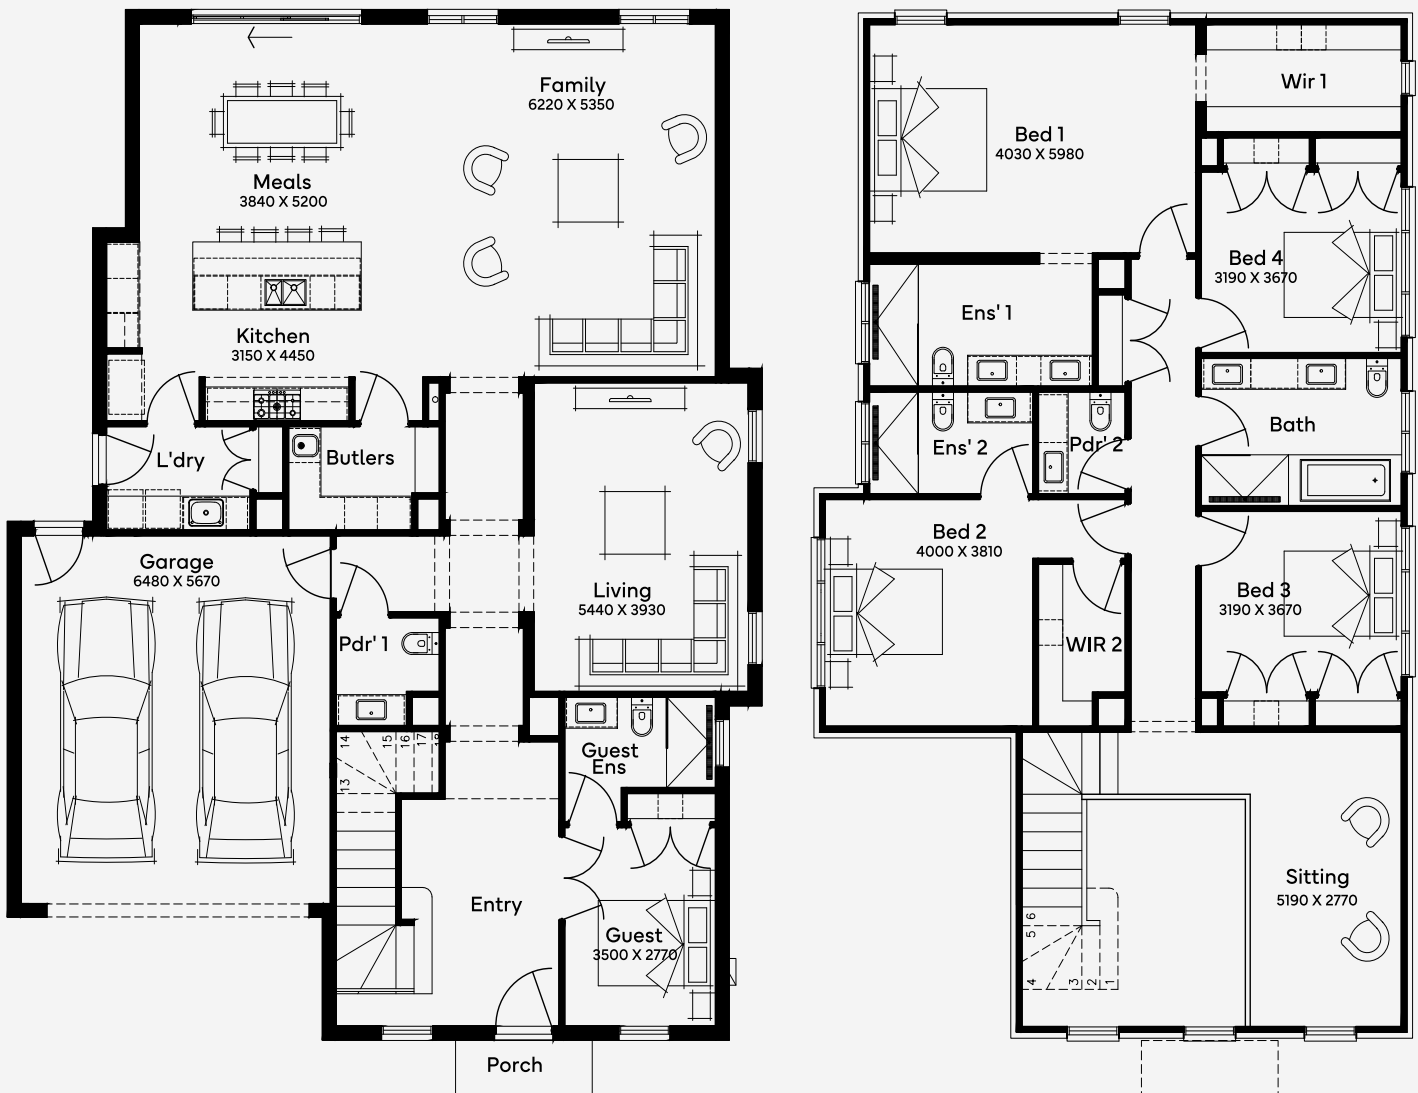 Family
6220 X 5350
Meals
3840 X 5200
Kitchen
3150 X 4450
L'dry
Butlers
Garage
6480 X 5670
Living
5440 X 3930
Pdr' 1
14
13
15
16
17
Guest
Ens
Entry
Guest
3500 X 2770
Porch
Wir 1
Bed 1
4030 X 5980
Bed 4
3190 X 3670
Ens' 1
Ens' 2
Pdr' 2
Bath
Bed 2
4000 X 3810
Bed 3
3190 X 3670
WIR 2
Sitting
5190 X 2770
6
5
4
3
2
1